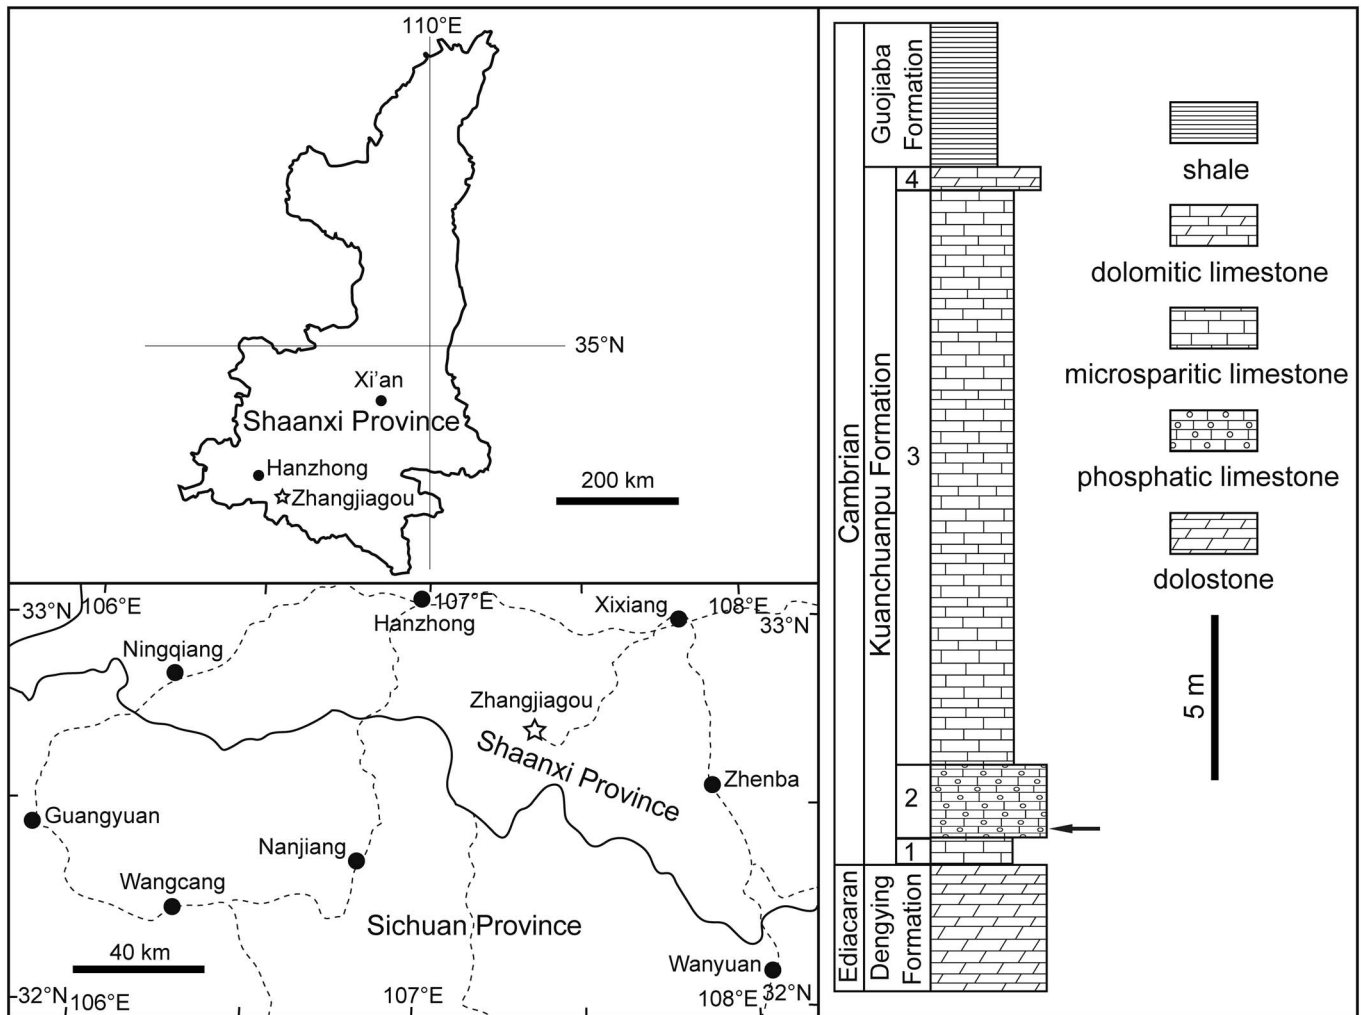 110°E
35°N
Xi'an
Shaanxi Province
Hanzhong
Zhangjiagou
200 km
33°N
106°E
107°E
Hanzhong
Xixiang
108°E
33°N
Ningqiang
Zhangjiagou
Shaanxi Province
Zhenba
Guangyuan
Nanjiang
Wangcang
Sichuan Province
40 km
Wanyuan
32°N
106°E
107°E
108°E
32°N
Guojiaba
Formation
4
Cambrian
Kuanchuanpu Formation
3
2
1
Ediacaran
Dengying
Formation
shale
dolomitic limestone
microsparitic limestone
phosphatic limestone
dolostone
5 m